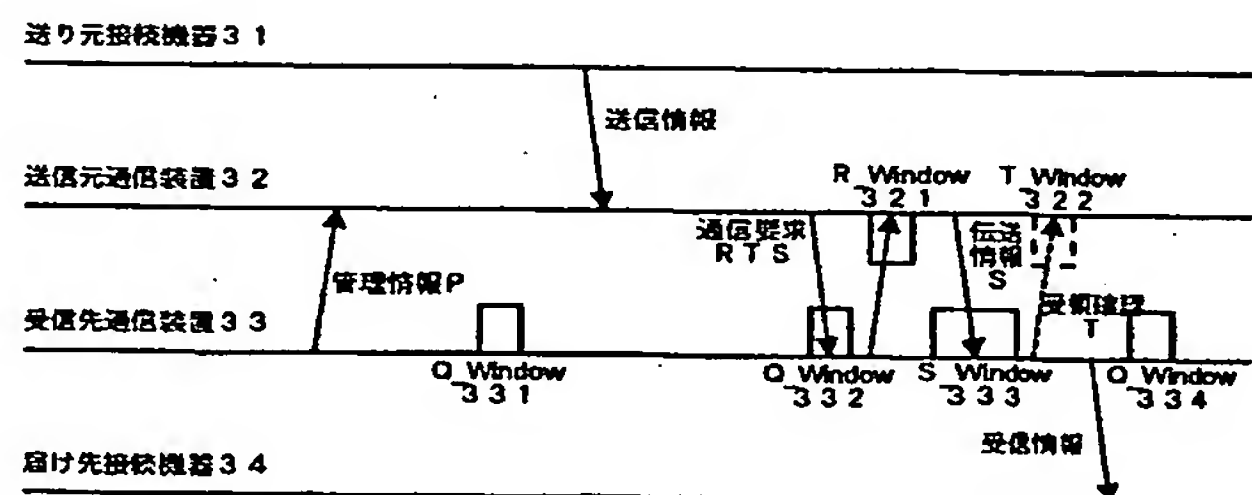 送り元接続機器31
送信情報
送信元通信装置32
R_Window
321
T_Window
322
通信要求
RTS
伝送
情報
S
管理情報P
受領確認
T
受信先通信装置33
Q_Window
331
Q_Window
332
S_Window
333
Q_Window
334
受信情報
届け先接続機器34